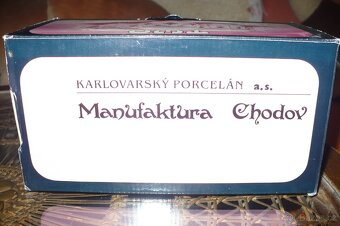 KARLOVARSKÝ PORCELÁN a.s.
Manufaktura Chodov